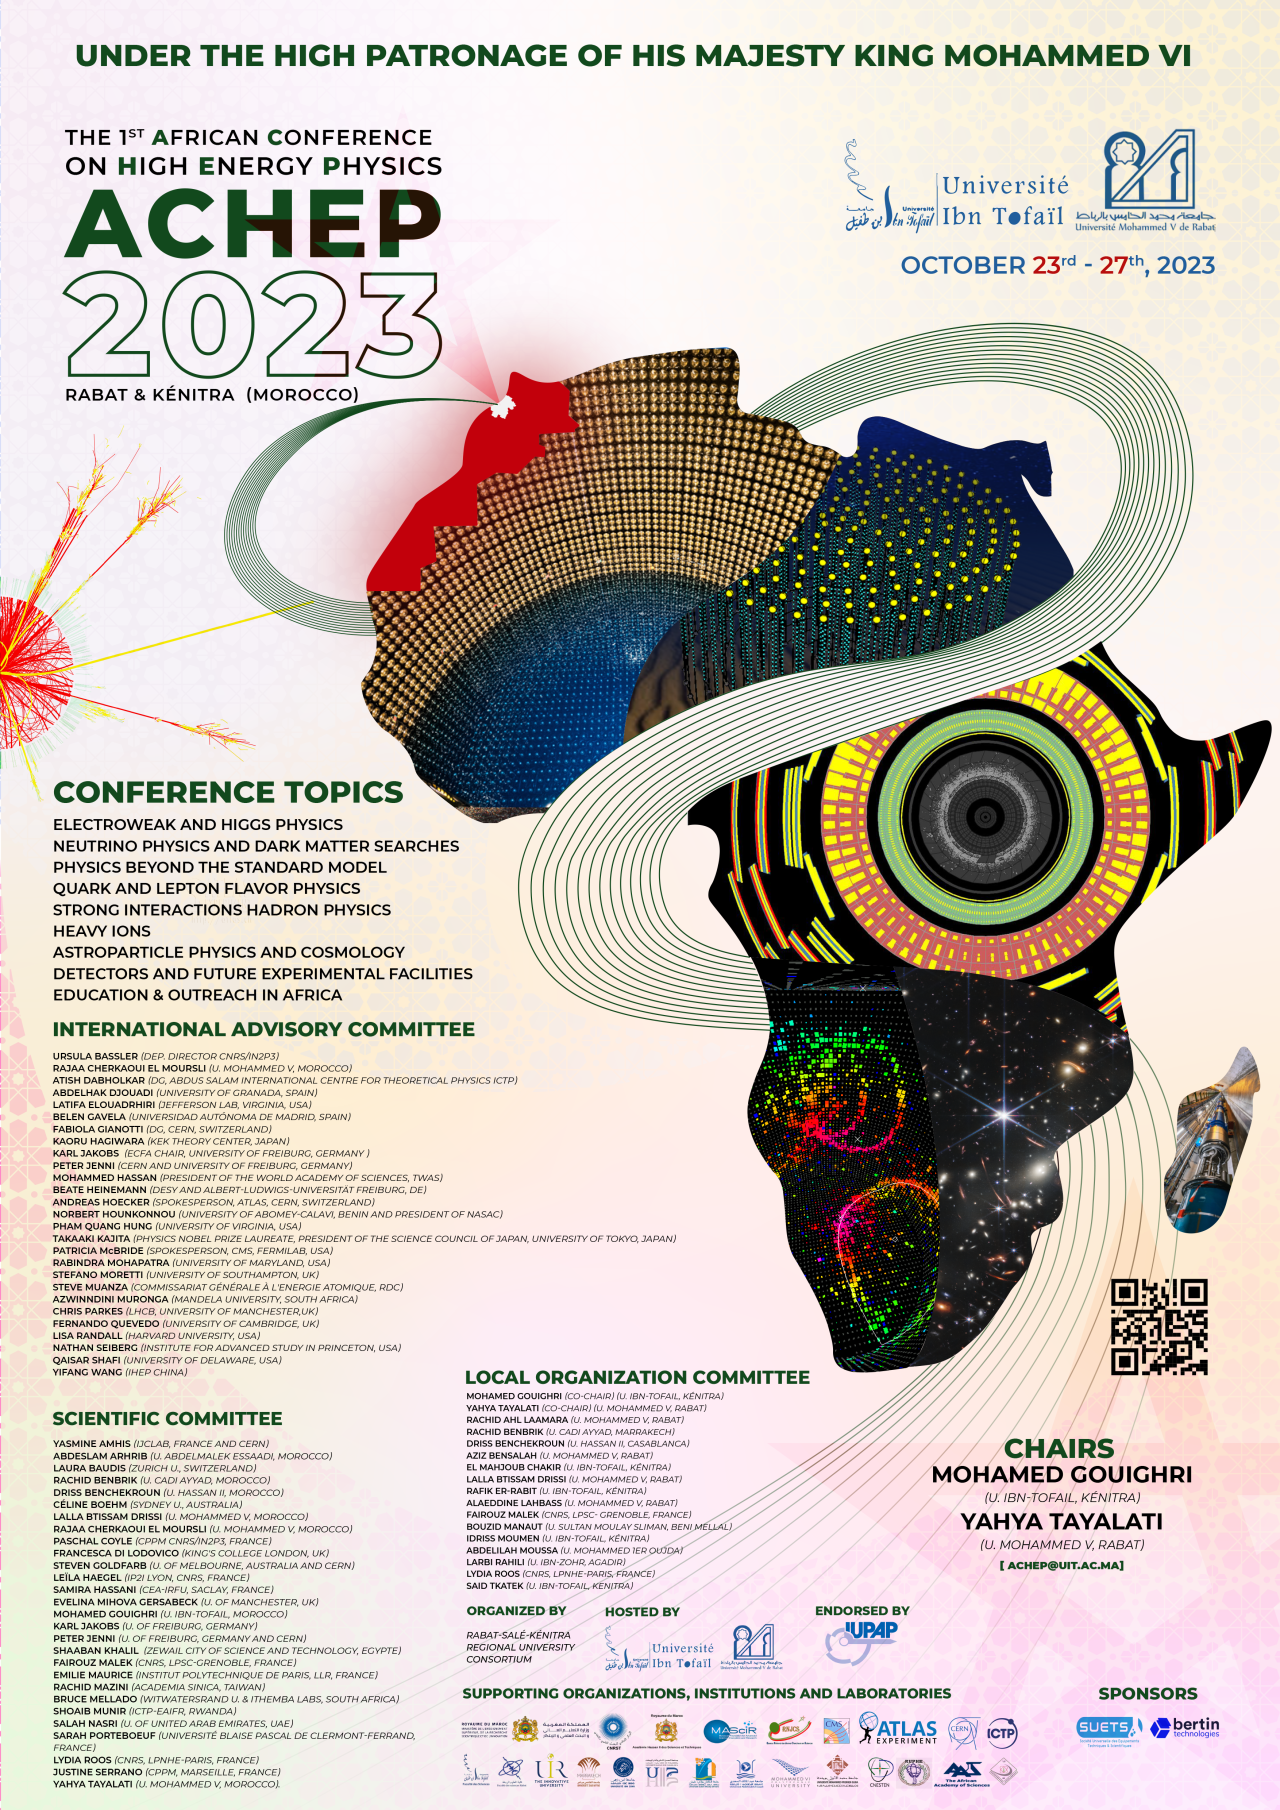 UNDER THE HIGH PATRONAGE OF HIS MAJESTY KING MOHAMMED VI
THE 1ST AFRICAN CONFERENCE
ON HIGH ENERGY PHYSICS
ACHEP
2023
RABAT & KÉNITRA (MOROCCO)
Université
Ibn Tofaïl
Université
Ibn Tofaïl
جامعة محمد الخامس بالرباط
Université Mohammed V de Rabat
OCTOBER 23rd - 27th, 2023
CONFERENCE TOPICS
ELECTROWEAK AND HIGGS PHYSICS
NEUTRINO PHYSICS AND DARK MATTER SEARCHES
PHYSICS BEYOND THE STANDARD MODEL
QUARK AND LEPTON FLAVOR PHYSICS
STRONG INTERACTIONS HADRON PHYSICS
HEAVY IONS
ASTROPARTICLE PHYSICS AND COSMOLOGY
DETECTORS AND FUTURE EXPERIMENTAL FACILITIES
EDUCATION & OUTREACH IN AFRICA
INTERNATIONAL ADVISORY COMMITTEE
URSULA BASSLER (DEP. DIRECTOR CNRS/IN2P3)
RAJAA CHERKAOUI EL MOURSLI (U. MOHAMMED V, MOROCCO)
ATISH DABHOLKAR (DG, ABDUS SALAM INTERNATIONAL CENTRE FOR THEORETICAL PHYSICS ICTP)
ABDELHAK DJOUADI (UNIVERSITY OF GRANADA, SPAIN)
LATIFA ELOUADRHIRI (JEFFERSON LAB, VIRGINIA, USA)
BELEN GAVELA (UNIVERSIDAD AUTÓNOMA DE MADRID, SPAIN)
FABIOLA GIANOTTI (DG, CERN, SWITZERLAND)
KAORU HAGIWARA (KEK THEORY CENTER, JAPAN)
KARL JAKOBS (ECFA CHAIR, UNIVERSITY OF FREIBURG, GERMANY )
PETER JENNI (CERN AND UNIVERSITY OF FREIBURG, GERMANY)
MOHAMMED HASSAN (PRESIDENT OF THE WORLD ACADEMY OF SCIENCES, TWAS)
BEATE HEINEMANN (DESY AND ALBERT-LUDWIGS-UNIVERSITÄT FREIBURG, DE)
ANDREAS HOECKER (SPOKESPERSON, ATLAS, CERN, SWITZERLAND)
NORBERT HOUNKONNOU (UNIVERSITY OF ABOMEY-CALAVI, BENIN AND PRESIDENT OF NASAC)
PHAM QUANG HUNG (UNIVERSITY OF VIRGINIA, USA)
TAKAAKI KAJITA (PHYSICS NOBEL PRIZE LAUREATE, PRESIDENT OF THE SCIENCE COUNCIL OF JAPAN, UNIVERSITY OF TOKYO, JAPAN)
PATRICIA McBRIDE (SPOKESPERSON, CMS, FERMILAB, USA)
RABINDRA MOHAPATRA (UNIVERSITY OF MARYLAND, USA)
STEFANO MORETTI (UNIVERSITY OF SOUTHAMPTON, UK)
STEVE MUANZA (COMMISSARIAT GÉNÉRALE À L'ENERGIE ATOMIQUE, RDC)
AZWINNDINI MURONGA (MANDELA UNIVERSITY, SOUTH AFRICA)
CHRIS PARKES (LHCB, UNIVERSITY OF MANCHESTER,UK)
FERNANDO QUEVEDO (UNIVERSITY OF CAMBRIDGE, UK)
LISA RANDALL (HARVARD UNIVERSITY, USA)
NATHAN SEIBERG (INSTITUTE FOR ADVANCED STUDY IN PRINCETON, USA)
QAISAR SHAFI (UNIVERSITY OF DELAWARE, USA)
YIFANG WANG (IHEP CHINA)
SCIENTIFIC COMMITTEE
YASMINE AMHIS (IJCLAB, FRANCE AND CERN)
ABDESLAM ARHRIB (U. ABDELMALEK ESSAADI, MOROCCO)
LAURA BAUDIS (ZURICH U., SWITZERLAND)
RACHID BENBRIK (U. CADI AYYAD, MOROCCO)
DRISS BENCHEKROUN (U. HASSAN II, MOROCCO)
CÉLINE BOEHM (SYDNEY U., AUSTRALIA)
LALLA BTISSAM DRISSI (U. MOHAMMED V, MOROCCO)
RAJAA CHERKAOUI EL MOURSLI (U. MOHAMMED V, MOROCCO)
PASCHAL COYLE (CPPM CNRS/IN2P3, FRANCE)
FRANCESCA DI LODOVICO (KING'S COLLEGE LONDON, UK)
STEVEN GOLDFARB (U. OF MELBOURNE, AUSTRALIA AND CERN)
LEÏLA HAEGEL (IP2I LYON, CNRS, FRANCE)
SAMIRA HASSANI (CEA-IRFU, SACLAY, FRANCE)
EVELINA MIHOVA GERSABECK (U. OF MANCHESTER, UK)
MOHAMED GOUIGHRI (U. IBN-TOFAIL, MOROCCO)
KARL JAKOBS (U. OF FREIBURG, GERMANY)
PETER JENNI (U. OF FREIBURG, GERMANY AND CERN)
SHAABAN KHALIL (ZEWAIL CITY OF SCIENCE AND TECHNOLOGY, EGYPTE)
FAIROUZ MALEK (CNRS, LPSC-GRENOBLE, FRANCE)
EMILIE MAURICE (INSTITUT POLYTECHNIQUE DE PARIS, LLR, FRANCE)
RACHID MAZINI (ACADEMIA SINICA, TAIWAN)
BRUCE MELLADO (WITWATERSRAND U. & ITHEMBA LABS, SOUTH AFRICA)
SHOAIB MUNIR (ICTP-EAIFR, RWANDA)
SALAH NASRI (U. OF UNITED ARAB EMIRATES, UAE)
SARAH PORTEBOEUF (UNIVERSITÉ BLAISE PASCAL DE CLERMONT-FERRAND,
FRANCE)
LYDIA ROOS (CNRS, LPNHE-PARIS, FRANCE)
JUSTINE SERRANO (CPPM, MARSEILLE, FRANCE)
YAHYA TAYALATI (U. MOHAMMED V, MOROCCO).
LOCAL ORGANIZATION COMMITTEE
MOHAMED GOUIGHRI (CO-CHAIR) (U. IBN-TOFAIL, KÉNITRA)
YAHYA TAYALATI (CO-CHAIR) (U. MOHAMMED V, RABAT)
RACHID AHL LAAMARA (U. MOHAMMED V, RABAT)
RACHID BENBRIK (U. CADI AYYAD, MARRAKECH)
DRISS BENCHEKROUN (U. HASSAN II, CASABLANCA)
AZIZ BENSALAH (U. MOHAMMED V, RABAT)
EL MAHJOUB CHAKIR (U. IBN-TOFAIL, KÉNITRA)
LALLA BTISSAM DRISSI (U. MOHAMMED V, RABAT)
RAFIK ER-RABIT (U. IBN-TOFAIL, KÉNITRA)
ALAEDDINE LAHBASS (U. MOHAMMED V, RABAT)
FAIROUZ MALEK (CNRS, LPSC- GRENOBLE, FRANCE)
BOUZID MANAUT (U. SULTAN MOULAY SLIMAN, BENI MELLAL)
IDRISS MOUMEN (U. IBN-TOFAIL, KÉNITRA)
ABDELILAH MOUSSA (U. MOHAMMED 1ER OUJDA)
LARBI RAHILI (U. IBN-ZOHR, AGADIR)
LYDIA ROOS (CNRS, LPNHE-PARIS, FRANCE)
SAID TKATEK (U. IBN-TOFAIL, KENITRA)
CHAIRS
MOHAMED GOUIGHRI
(U. IBN-TOFAIL, KÉNITRA)
YAHYA TAYALATI
(U. MOHAMMED V, RABAT)
[ ACHEP@UIT.AC.MA]
ORGANIZED BY
RABAT-SALÉ-KÉNITRA
REGIONAL UNIVERSITY
CONSORTIUM
HOSTED BY
Université
Ibn Tofaïl
Université Mohammed V de Rabat
ENDORSED BY
IUPAP
SUPPORTING ORGANIZATIONS, INSTITUTIONS AND LABORATORIES
ROYAUME DU MAROC
CNRST
MAScIR
CMS
ATLAS
EXPERIMENT
CERN
ICTP
UIR
THE INNOVATIVE
UNIVERSITY
MOHAMMED VI
UNIVERSITY
CNESTEN
The African
Academy of Sciences
SPONSORS
SUETS
bertin
technologies